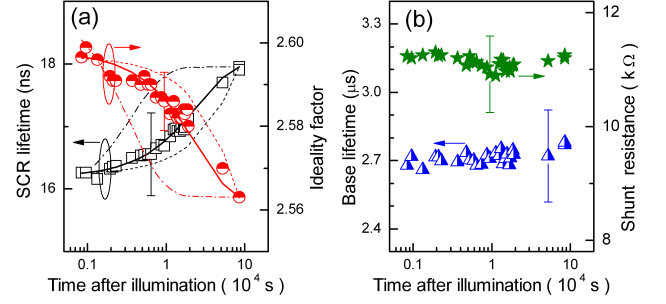 (a)
(b)
SCR lifetime (ns)
18
16
2.60
2.58
2.56
Ideality factor
0.1
1
10
Time after illumination ( 10⁴ s)
Base lifetime (μs)
3.3
3.0
2.7
2.4
12
11
10
9
8
Shunt resistance ( k Ω )
0.1
1
10
Time after illumination ( 10⁴ s)